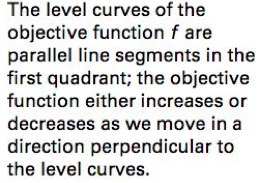 The level curves of the
objective function f are
parallel line segments in the
first quadrant; the objective
function either increases or
decreases as we move in a
direction perpendicular to
the level curves.